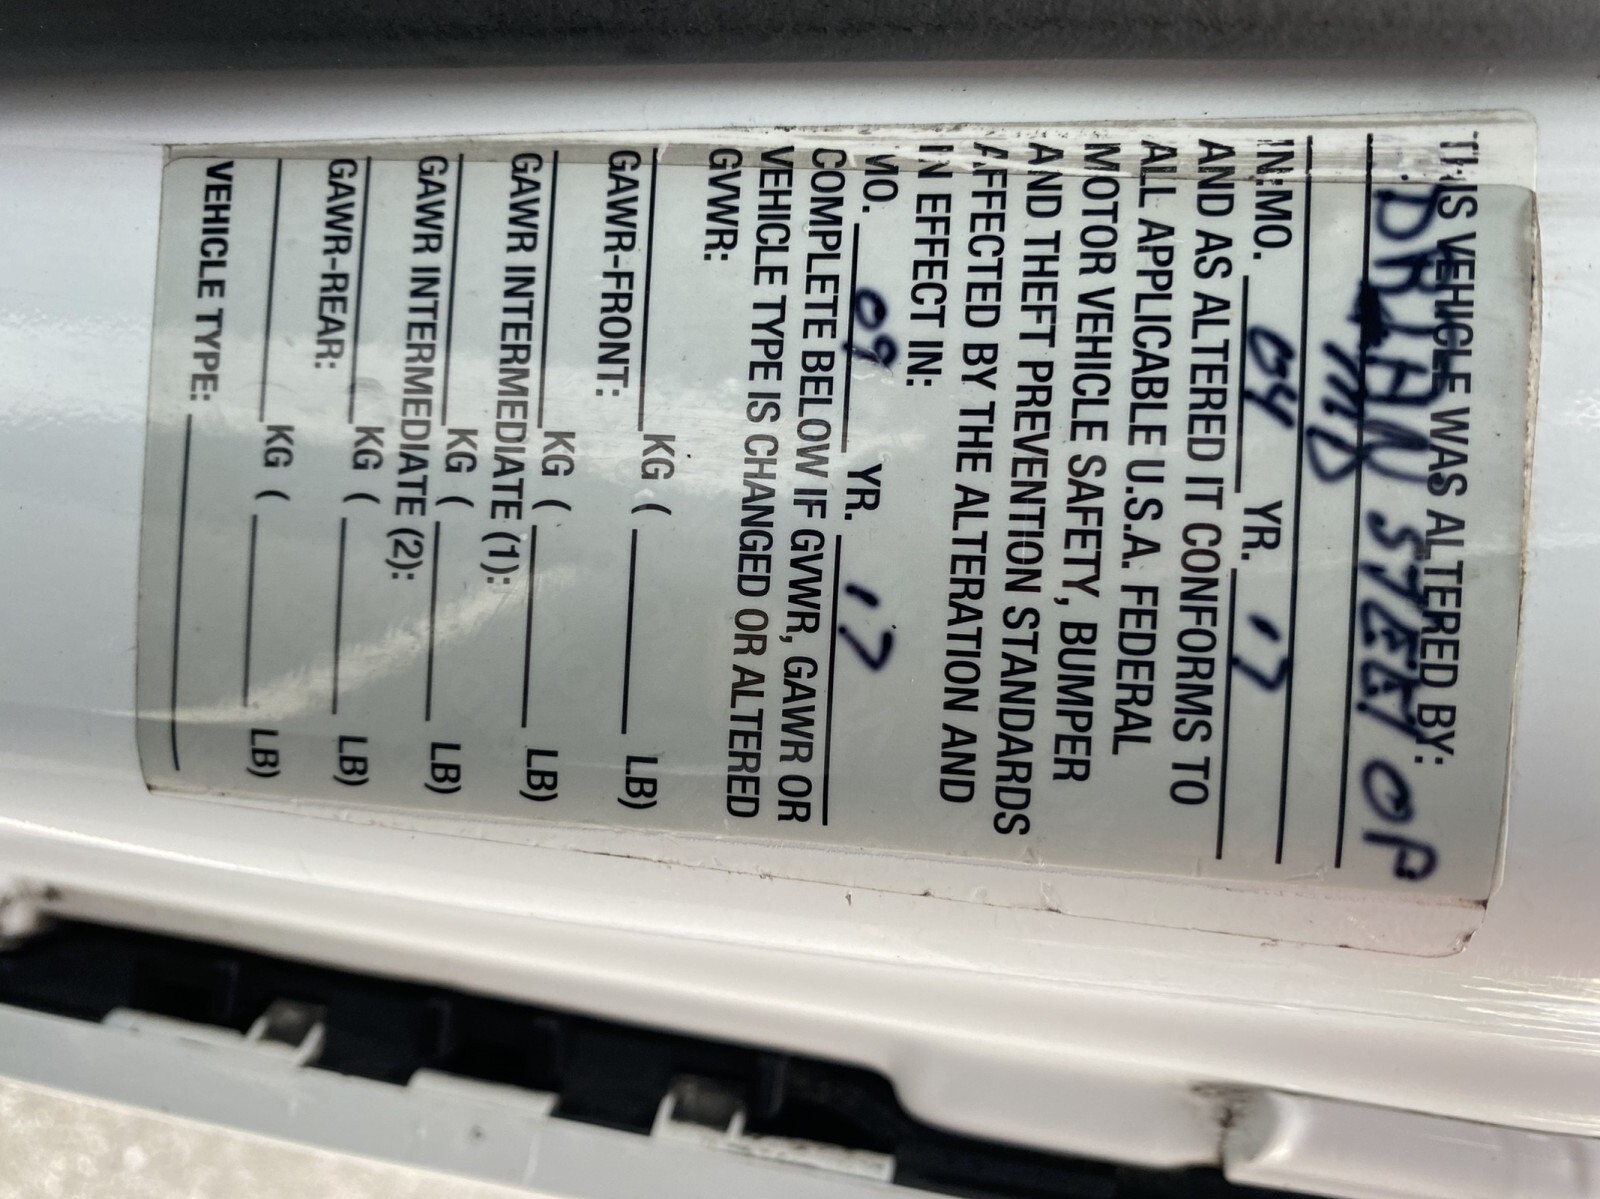 THIS VEHICLE WAS ALTERED BY:
BRIAN STEEL OF
MD
IN:MO. 04 YR. 17
AND AS ALTERED IT CONFORMS TO
ALL APPLICABLE U.S.A. FEDERAL
MOTOR VEHICLE SAFETY, BUMPER
AND THEFT PREVENTION STANDARDS
AFFECTED BY THE ALTERATION AND
IN EFFECT IN:
MO. 09 YR. 17
COMPLETE BELOW IF GVWR, GAWR OR
VEHICLE TYPE IS CHANGED OR ALTERED
GVWR:
KG ( LB)
GAWR-FRONT:
KG ( LB)
GAWR INTERMEDIATE (1):
KG ( LB)
GAWR INTERMEDIATE (2):
KG ( LB)
GAWR-REAR:
KG ( LB)
VEHICLE TYPE: